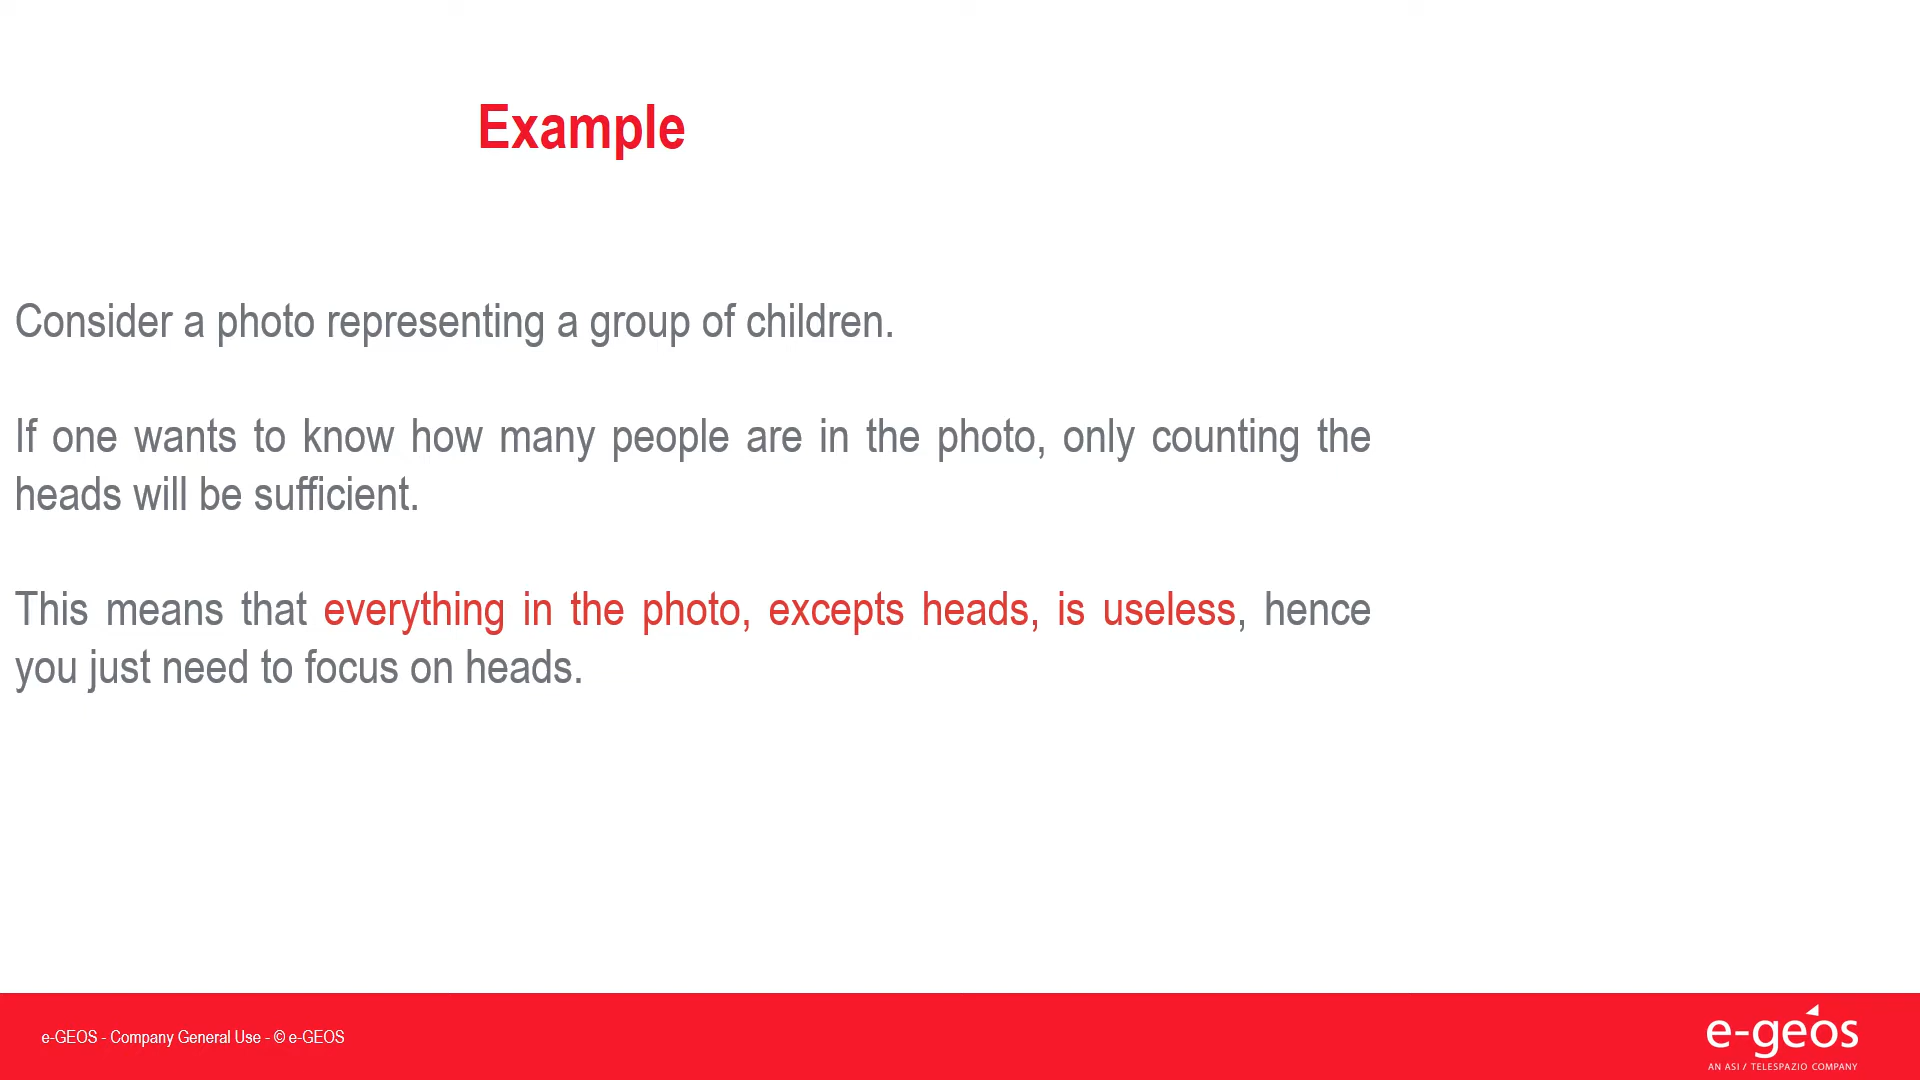 Example
Consider a photo representing a group of children.
If one wants to know how many people are in the photo, only counting the
heads will be sufficient.
This means that everything in the photo, excepts heads, is useless, hence
you just need to focus on heads.
e-GEOS - Company General Use - © e-GEOS
e-geos
AN ASI / TELESPAZIO COMPANY